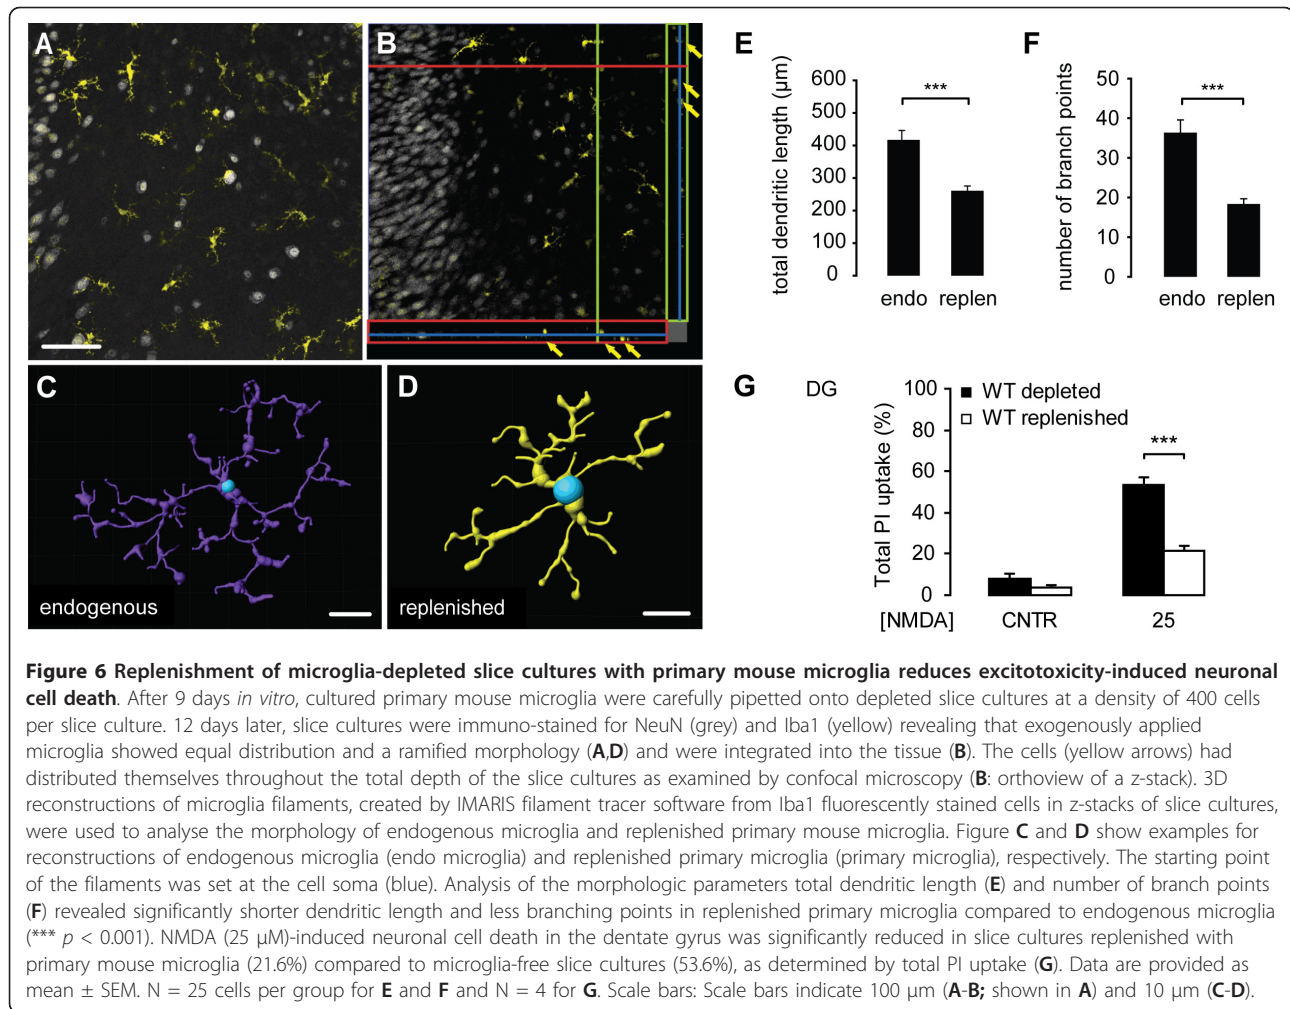 A
B
C
endogenous
D
replenished
E
total dendritic length (µm)
600
500
400
300
200
100
0
***
endo replen
F
number of branch points
50
40
30
20
10
0
***
endo replen
G
DG
Total PI uptake (%)
100
80
60
40
20
0
WT depleted
WT replenished
***
[NMDA] CNTR 25
Figure 6 Replenishment of microglia-depleted slice cultures with primary mouse microglia reduces excitotoxicity-induced neuronal
cell death. After 9 days in vitro, cultured primary mouse microglia were carefully pipetted onto depleted slice cultures at a density of 400 cells
per slice culture. 12 days later, slice cultures were immuno-stained for NeuN (grey) and Iba1 (yellow) revealing that exogenously applied
microglia showed equal distribution and a ramified morphology (A,D) and were integrated into the tissue (B). The cells (yellow arrows) had
distributed themselves throughout the total depth of the slice cultures as examined by confocal microscopy (B: orthoview of a z-stack). 3D
reconstructions of microglia filaments, created by IMARIS filament tracer software from Iba1 fluorescently stained cells in z-stacks of slice cultures,
were used to analyse the morphology of endogenous microglia and replenished primary mouse microglia. Figure C and D show examples for
reconstructions of endogenous microglia (endo microglia) and replenished primary microglia (primary microglia), respectively. The starting point
of the filaments was set at the cell soma (blue). Analysis of the morphologic parameters total dendritic length (E) and number of branch points
(F) revealed significantly shorter dendritic length and less branching points in replenished primary microglia compared to endogenous microglia
(*** p < 0.001). NMDA (25 µM)-induced neuronal cell death in the dentate gyrus was significantly reduced in slice cultures replenished with
primary mouse microglia (21.6%) compared to microglia-free slice cultures (53.6%), as determined by total PI uptake (G). Data are provided as
mean ± SEM. N = 25 cells per group for E and F and N = 4 for G. Scale bars: Scale bars indicate 100 µm (A-B; shown in A) and 10 µm (C-D).